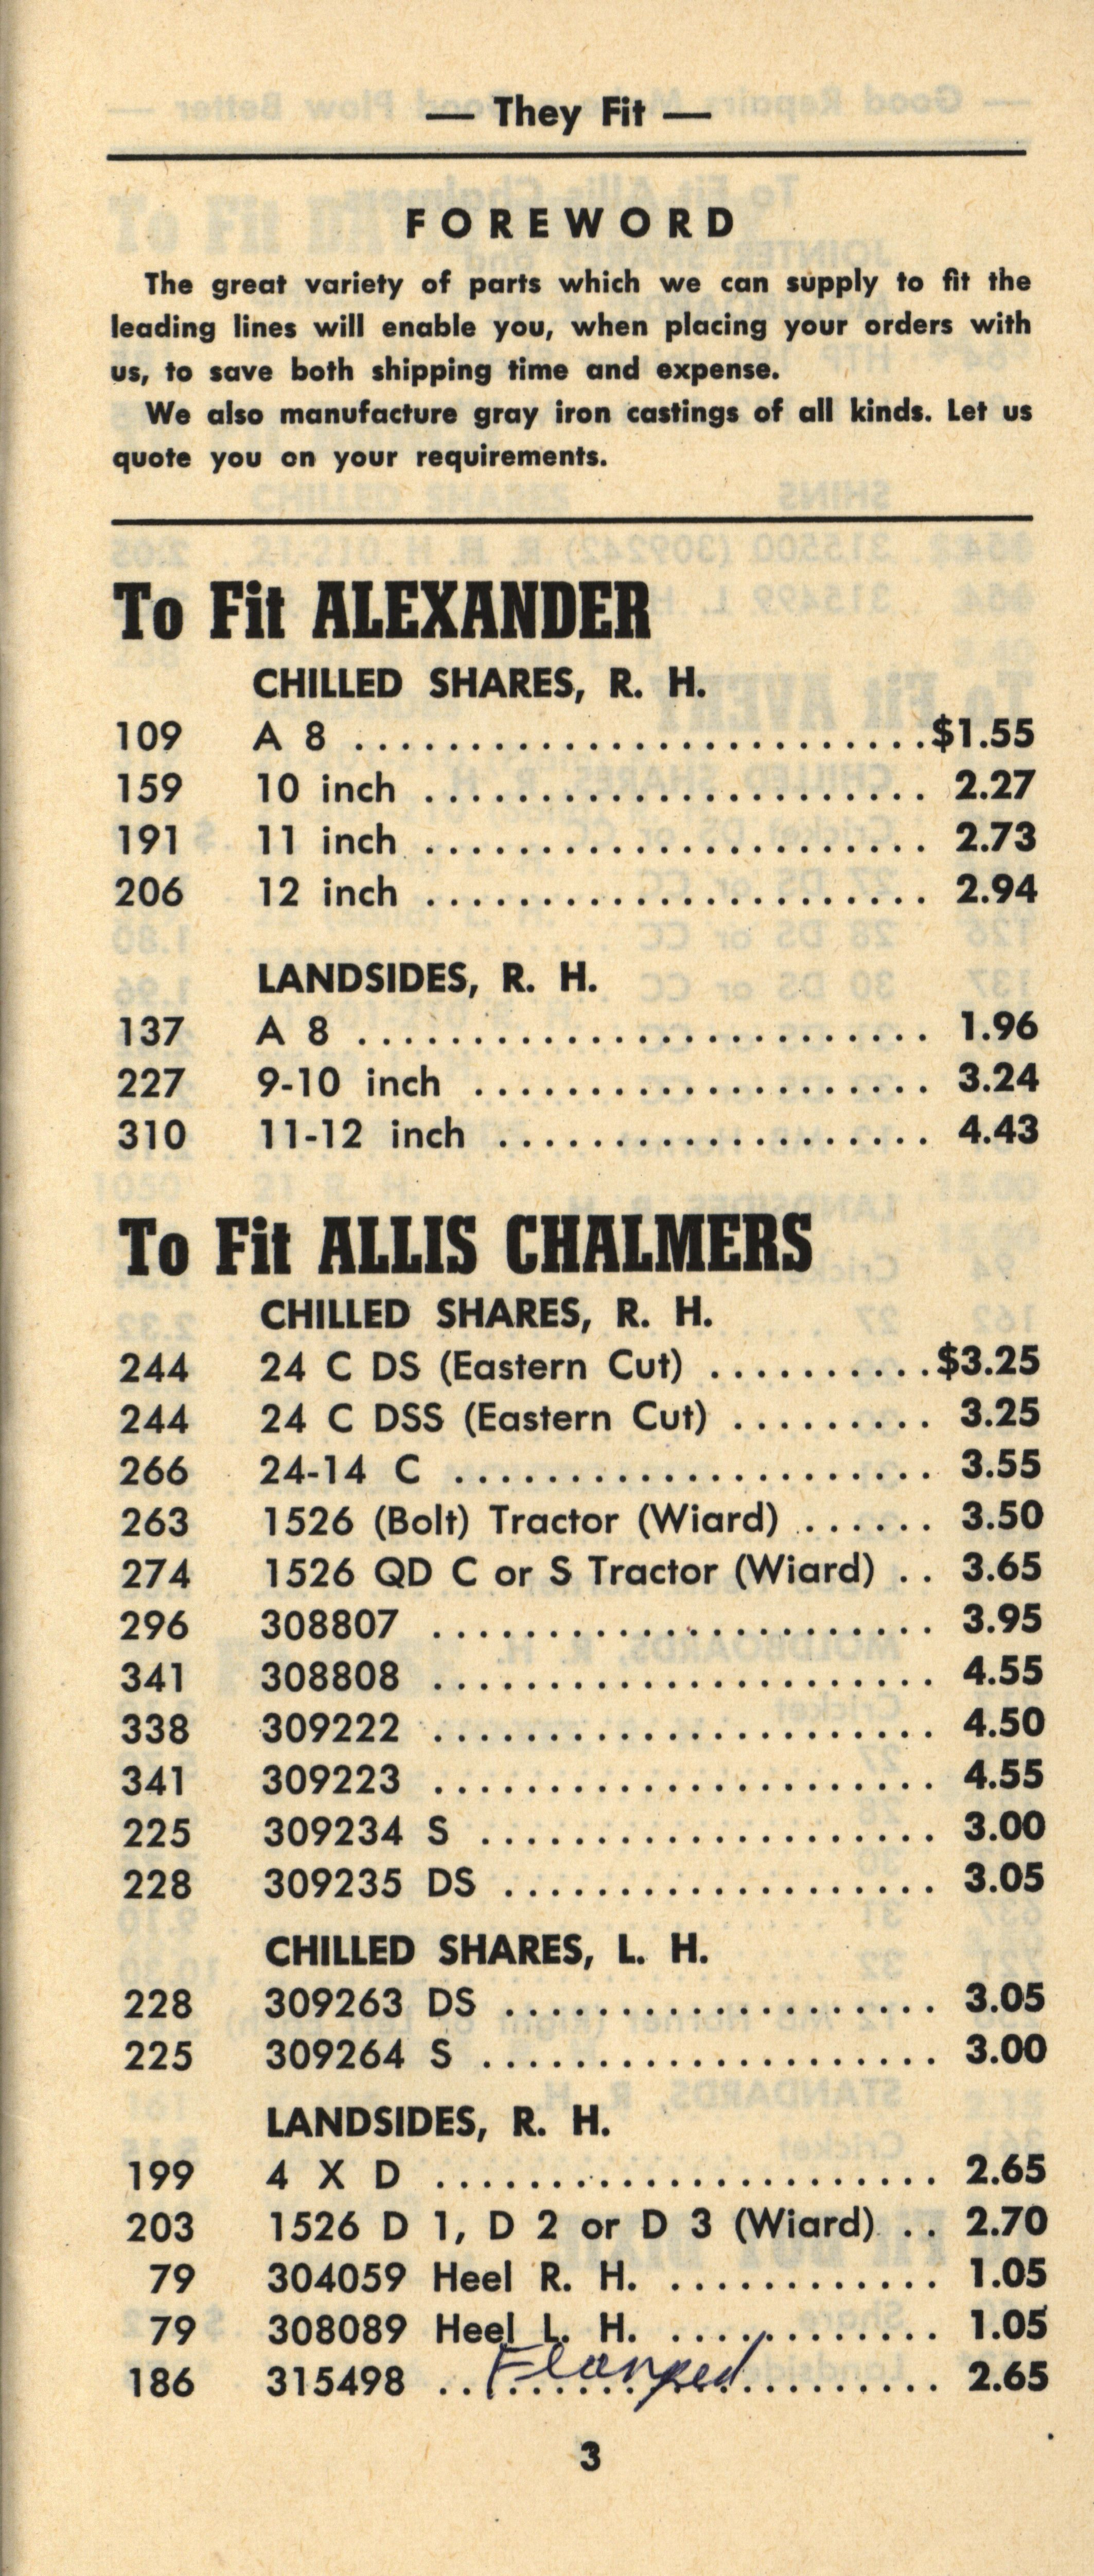 — They Fit —
FOREWORD
The great variety of parts which we can supply to fit the
leading lines will enable you, when placing your orders with
us, to save both shipping time and expense.
We also manufacture gray iron castings of all kinds. Let us
quote you on your requirements.
To Fit ALEXANDER
CHILLED SHARES, R. H.
109 A 8 ......................... $1.55
159 10 inch ...................... 2.27
191 11 inch ...................... 2.73
206 12 inch ...................... 2.94
LANDSIDES, R. H.
137 A 8 ......................... 1.96
227 9-10 inch .................... 3.24
310 11-12 inch ................... 4.43
To Fit ALLIS CHALMERS
CHILLED SHARES, R. H.
244 24 C DS (Eastern Cut) .......... $3.25
244 24 C DSS (Eastern Cut) ......... 3.25
266 24-14 C ..................... 3.55
263 1526 (Bolt) Tractor (Wiard) ...... 3.50
274 1526 QD C or S Tractor (Wiard) .. 3.65
296 308807 ...................... 3.95
341 308808 ...................... 4.55
338 309222 ...................... 4.50
341 309223 ...................... 4.55
225 309234 S .................... 3.00
228 309235 DS ................... 3.05
CHILLED SHARES, L. H.
228 309263 DS ................... 3.05
225 309264 S .................... 3.00
LANDSIDES, R. H.
199 4 X D ...................... 2.65
203 1526 D 1, D 2 or D 3 (Wiard) .. 2.70
79 304059 Heel R. H. ............ 1.05
79 308089 Heel L. H. ............ 1.05
186 315498 .. Flanged ......... 2.65
3